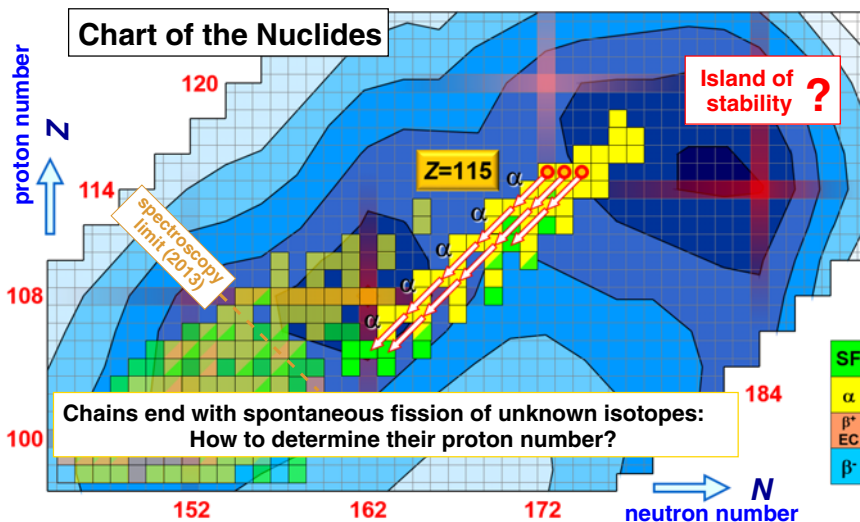 Chart of the Nuclides
proton number
Z
120
114
108
100
Island of
stability ?
Z=115
α
α
α
α
α
spectroscopy
limit (2013)
184
SF
α
β+
EC
β-
Chains end with spontaneous fission of unknown isotopes:
How to determine their proton number?
152
162
172
N
neutron number